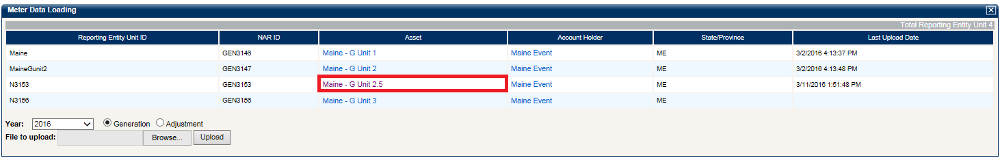 Meter Data Loading
Total Reporting Entity Unit 4
Reporting Entity Unit ID NAR ID Asset Account Holder State/Province Last Upload Date
Maine GEN3146 Maine - G Unit 1 Maine Event ME 3/2/2016 4:13:37 PM
MaineGunit2 GEN3147 Maine - G Unit 2 Maine Event ME 3/2/2016 4:13:48 PM
N3153 GEN3153 Maine - G Unit 2.5 Maine Event ME 3/11/2016 1:51:48 PM
N3156 GEN3156 Maine - G Unit 3 Maine Event ME
Year: 2016 Generation Adjustment
File to upload: Browse... Upload